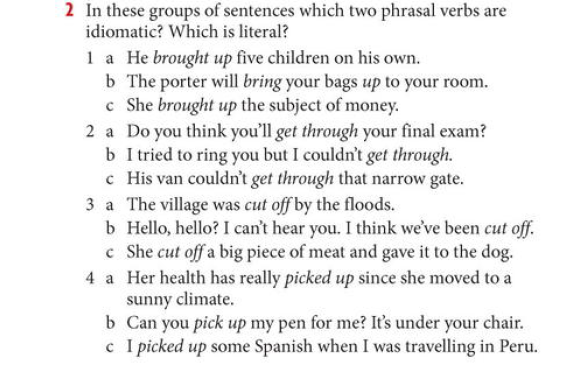 2 In these groups of sentences which two phrasal verbs are
idiomatic? Which is literal?
1 a He brought up five children on his own.
b The porter will bring your bags up to your room.
c She brought up the subject of money.
2 a Do you think you'll get through your final exam?
b I tried to ring you but I couldn't get through.
c His van couldn't get through that narrow gate.
3 a The village was cut off by the floods.
b Hello, hello? I can't hear you. I think we've been cut off.
c She cut off a big piece of meat and gave it to the dog.
4 a Her health has really picked up since she moved to a
sunny climate.
b Can you pick up my pen for me? It's under your chair.
c I picked up some Spanish when I was travelling in Peru.